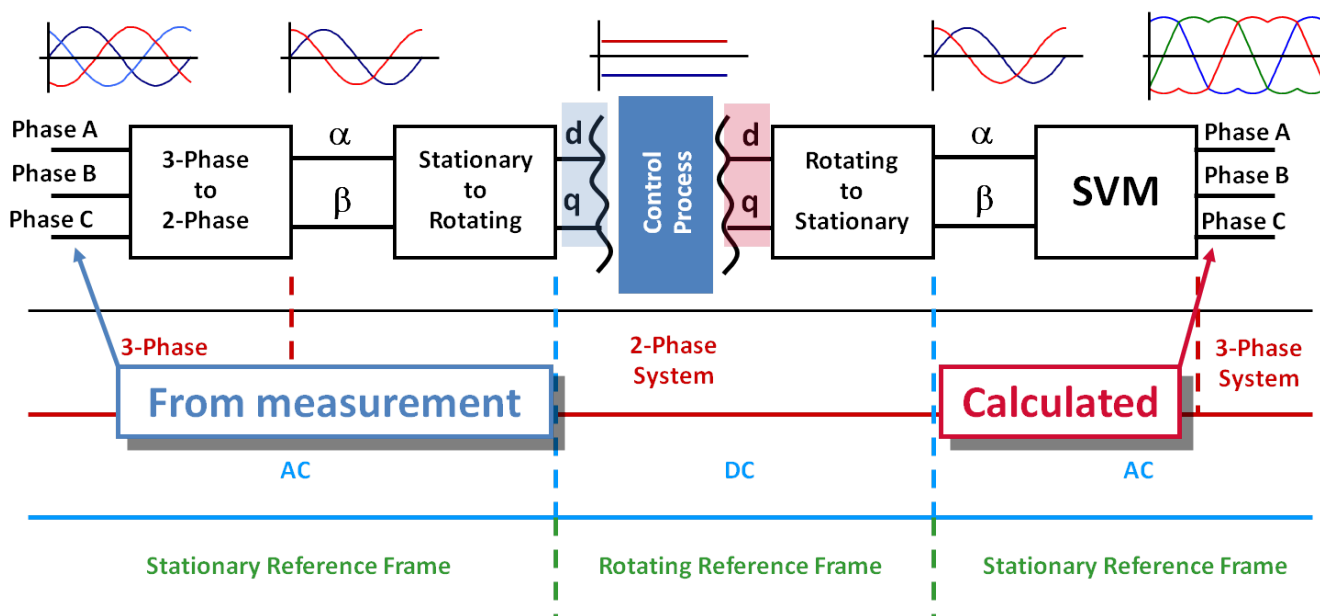 Phase A
Phase B
Phase C
3-Phase
to
2-Phase
α
β
Stationary
to
Rotating
d
q
Control
Process
d
q
Rotating
to
Stationary
α
β
SVM
Phase A
Phase B
Phase C
3-Phase
2-Phase
System
3-Phase
System
From measurement
Calculated
AC
DC
AC
Stationary Reference Frame
Rotating Reference Frame
Stationary Reference Frame